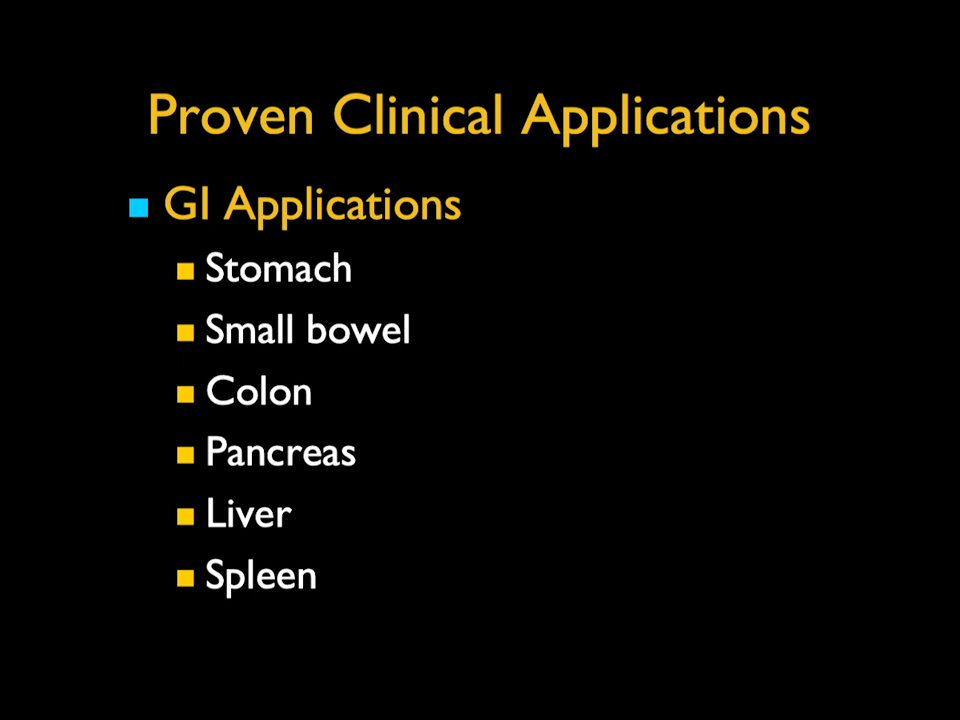 Proven Clinical Applications
GI Applications
Stomach
Small bowel
Colon
Pancreas
Liver
Spleen